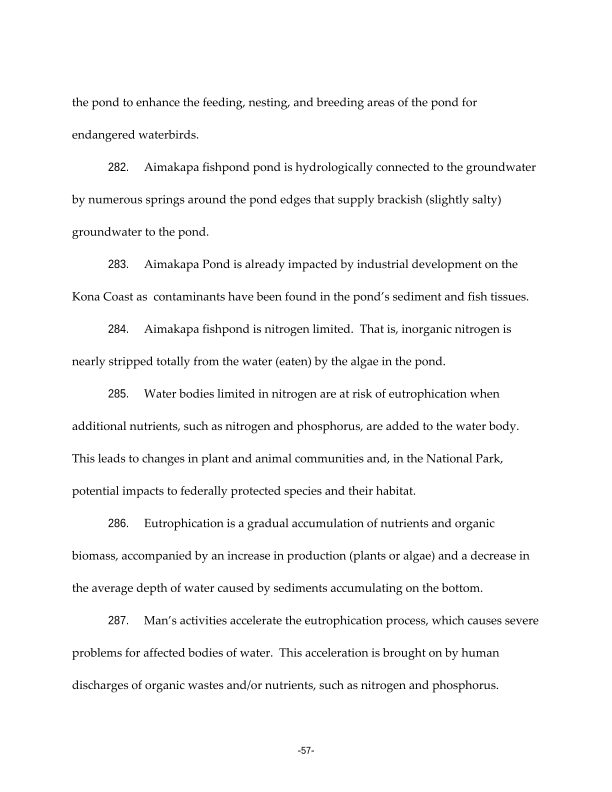 the pond to enhance the feeding, nesting, and breeding areas of the pond for
endangered waterbirds.
282. Aimakapa fishpond pond is hydrologically connected to the groundwater
by numerous springs around the pond edges that supply brackish (slightly salty)
groundwater to the pond.
283. Aimakapa Pond is already impacted by industrial development on the
Kona Coast as  contaminants have been found in the pond’s sediment and fish tissues.
284. Aimakapa fishpond is nitrogen limited.  That is, inorganic nitrogen is
nearly stripped totally from the water (eaten) by the algae in the pond.
285. Water bodies limited in nitrogen are at risk of eutrophication when
additional nutrients, such as nitrogen and phosphorus, are added to the water body.
This leads to changes in plant and animal communities and, in the National Park,
potential impacts to federally protected species and their habitat.
286. Eutrophication is a gradual accumulation of nutrients and organic
biomass, accompanied by an increase in production (plants or algae) and a decrease in
the average depth of water caused by sediments accumulating on the bottom.
287. Man’s activities accelerate the eutrophication process, which causes severe
problems for affected bodies of water.  This acceleration is brought on by human
discharges of organic wastes and/or nutrients, such as nitrogen and phosphorus.
-57-